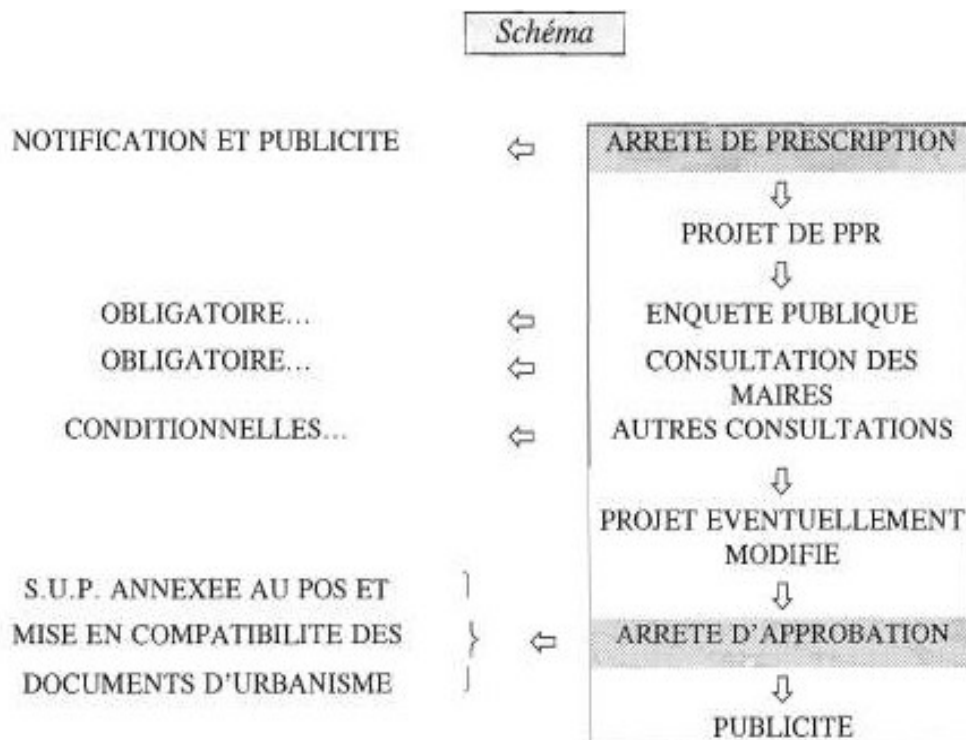 Schéma
NOTIFICATION ET PUBLICITE ⇦ ARRETE DE PRESCRIPTION
⇩
PROJET DE PPR
⇩
OBLIGATOIRE… ⇦ ENQUETE PUBLIQUE
OBLIGATOIRE… ⇦ CONSULTATION DES
MAIRES
CONDITIONNELLES… ⇦ AUTRES CONSULTATIONS
⇩
PROJET EVENTUELLEMENT
MODIFIE
S.U.P. ANNEXEE AU POS ET ⇩
MISE EN COMPATIBILITE DES ⇦ ARRETE D'APPROBATION
DOCUMENTS D'URBANISME ⇩
PUBLICITE